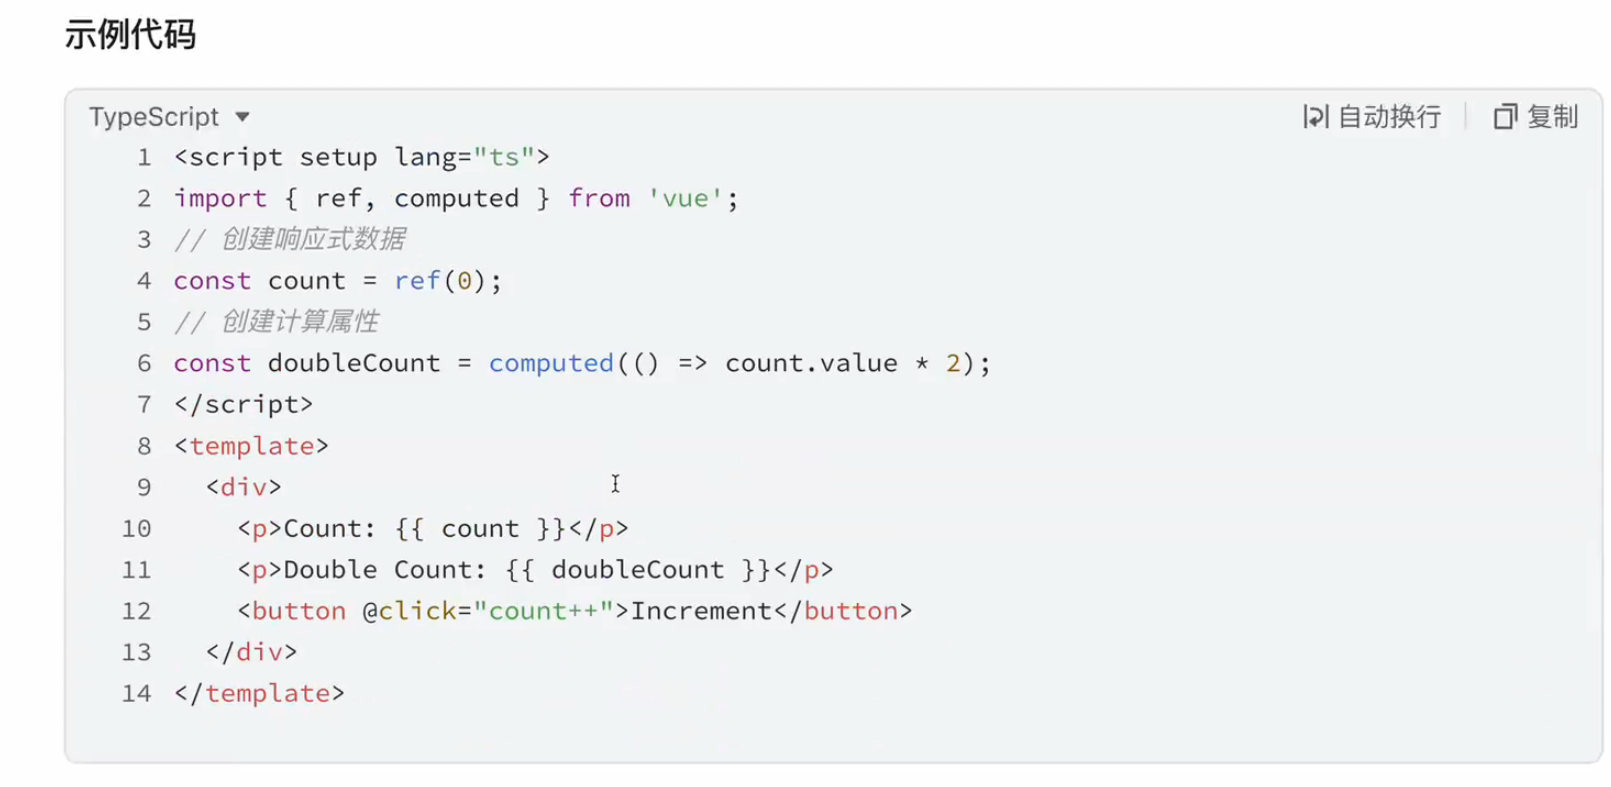 示例代码
TypeScript 自动换行 复制
1 <script setup lang="ts">
2 import { ref, computed } from 'vue';
3 // 创建响应式数据
4 const count = ref(0);
5 // 创建计算属性
6 const doubleCount = computed(() => count.value * 2);
7 </script>
8 <template>
9   <div>
10     <p>Count: {{ count }}</p>
11     <p>Double Count: {{ doubleCount }}</p>
12     <button @click="count++">Increment</button>
13   </div>
14 </template>